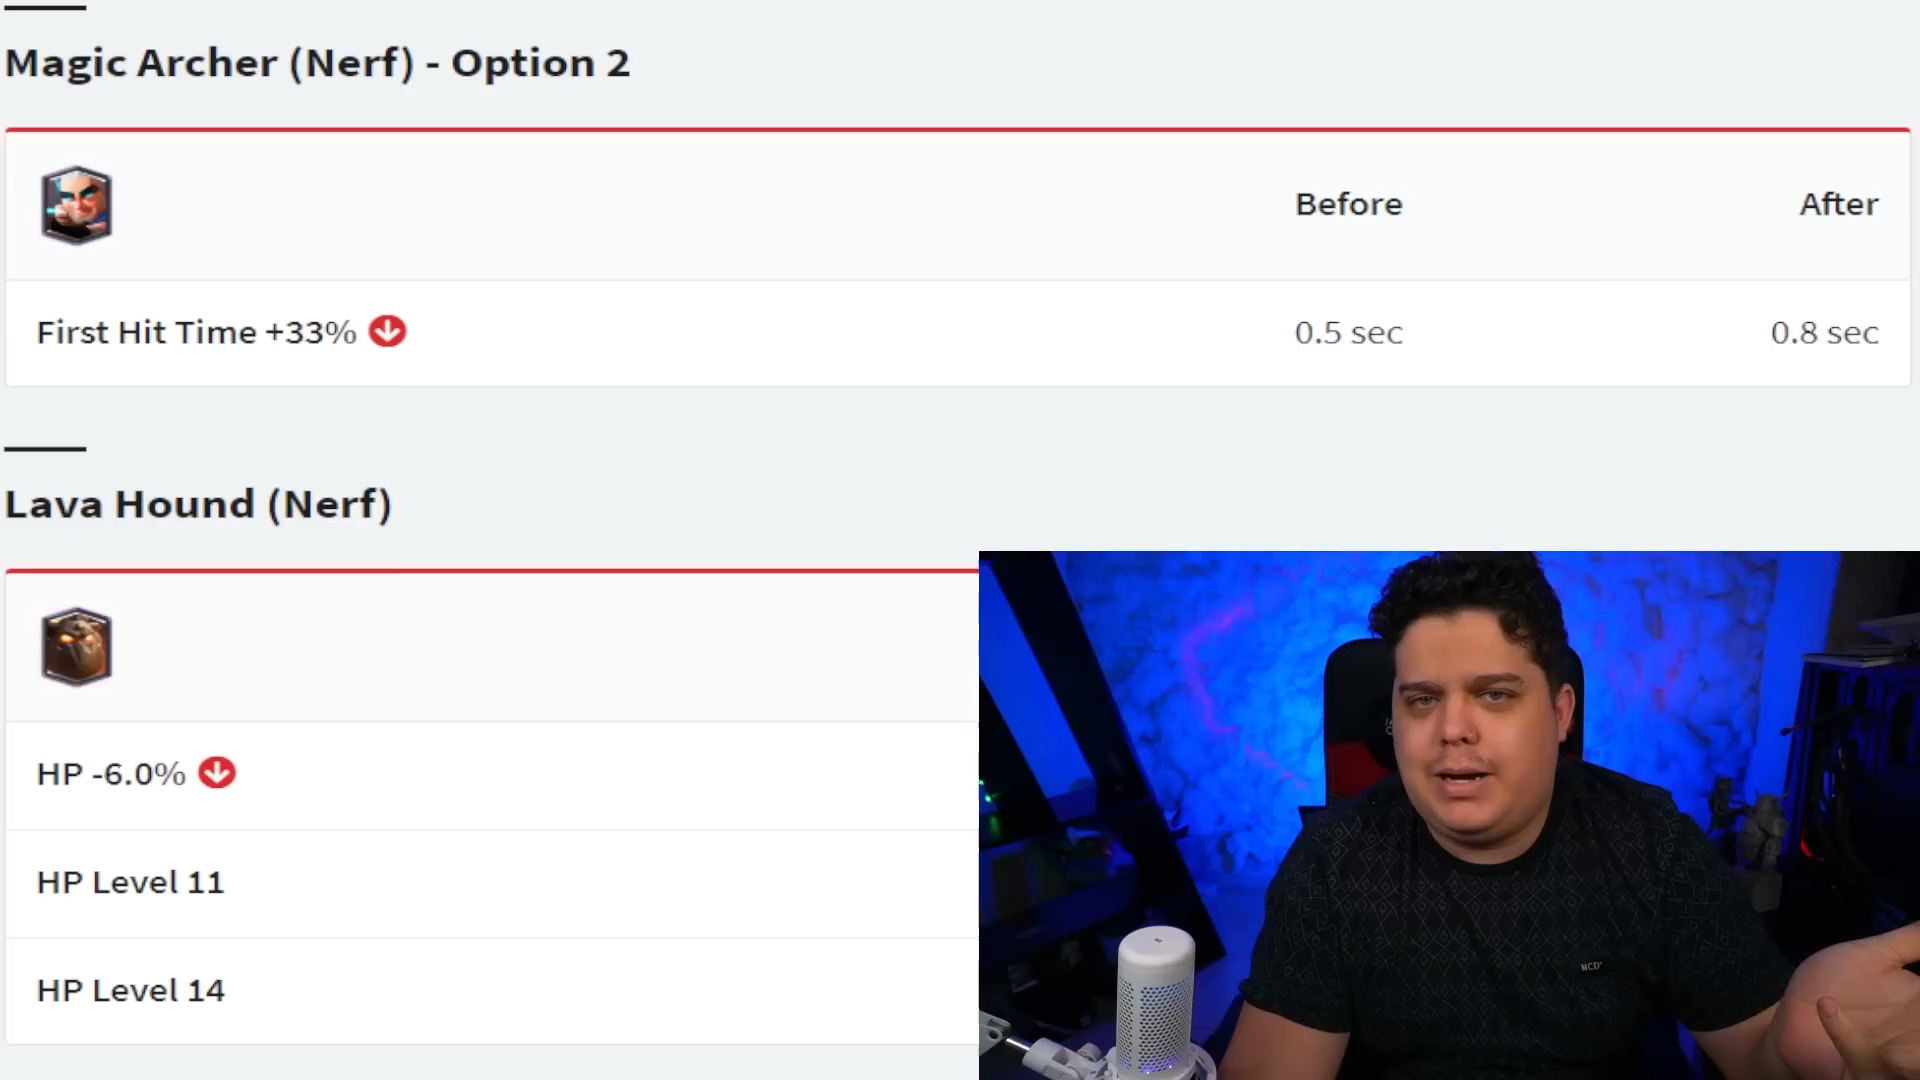 Magic Archer (Nerf) - Option 2
Before After
First Hit Time +33% 0.5 sec 0.8 sec
Lava Hound (Nerf)
HP -6.0%
HP Level 11
HP Level 14
MCD